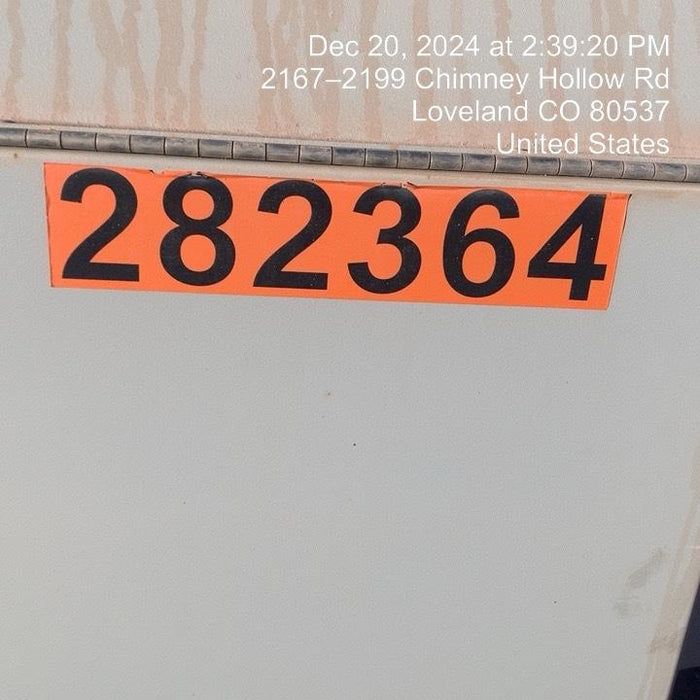 Dec 20, 2024 at 2:39:20 PM
2167–2199 Chimney Hollow Rd
Loveland CO 80537
United States
282364